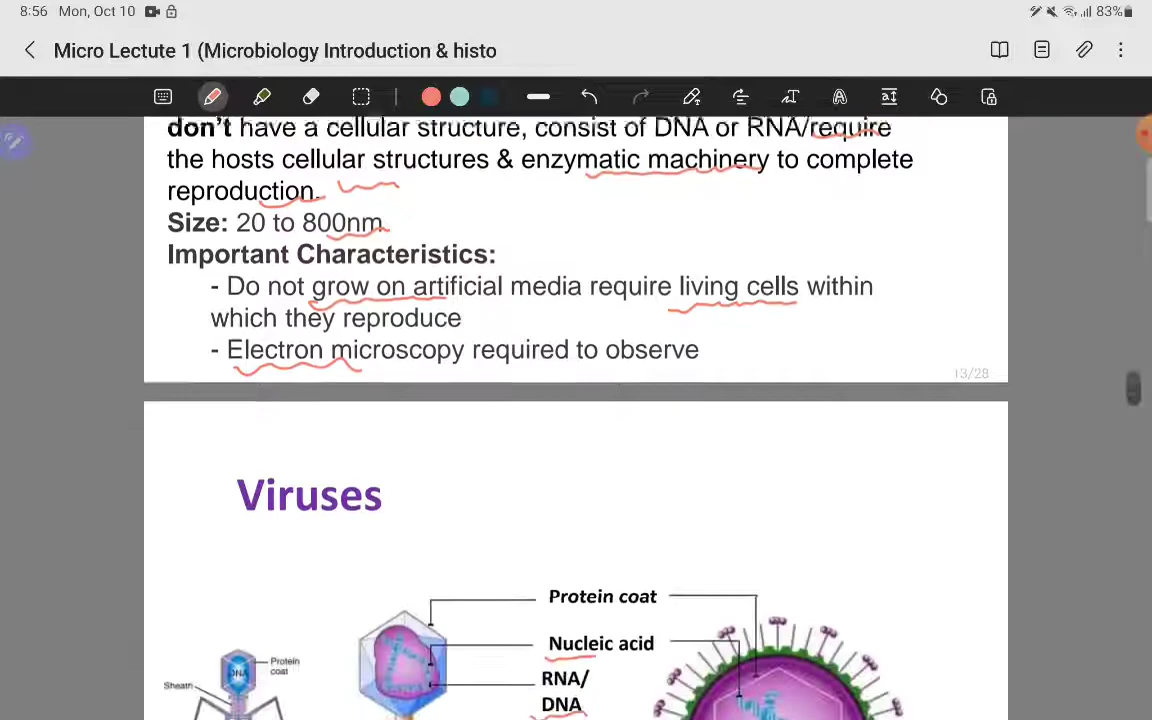 8:56 Mon, Oct 10
83%
Micro Lectute 1 (Microbiology Introduction & histo
don't have a cellular structure, consist of DNA or RNA/require
the hosts cellular structures & enzymatic machinery to complete
reproduction.
Size: 20 to 800nm.
Important Characteristics:
- Do not grow on artificial media require living cells within
which they reproduce
- Electron microscopy required to observe
13/28
Viruses
Protein coat
Nucleic acid
RNA/
DNA
Protein
coat
DNA
Sheath